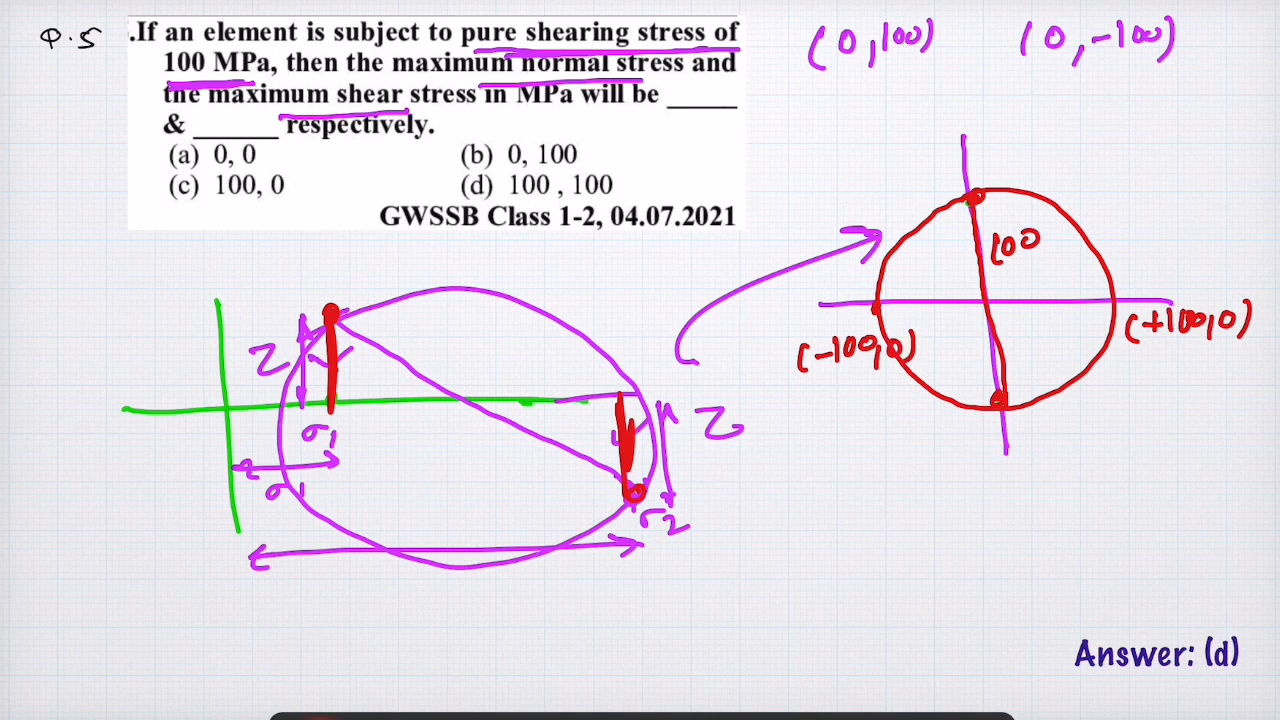 Q.5
.If an element is subject to pure shearing stress of
100 MPa, then the maximum normal stress and
the maximum shear stress in MPa will be _____
& ______ respectively.
(a) 0, 0 (b) 0, 100
(c) 100, 0 (d) 100 , 100
GWSSB Class 1-2, 04.07.2021
(0,100) (0,-100)
100
(-100,0) (+100,0)
τ
σ1
σ1
τ
σ2
Answer: (d)